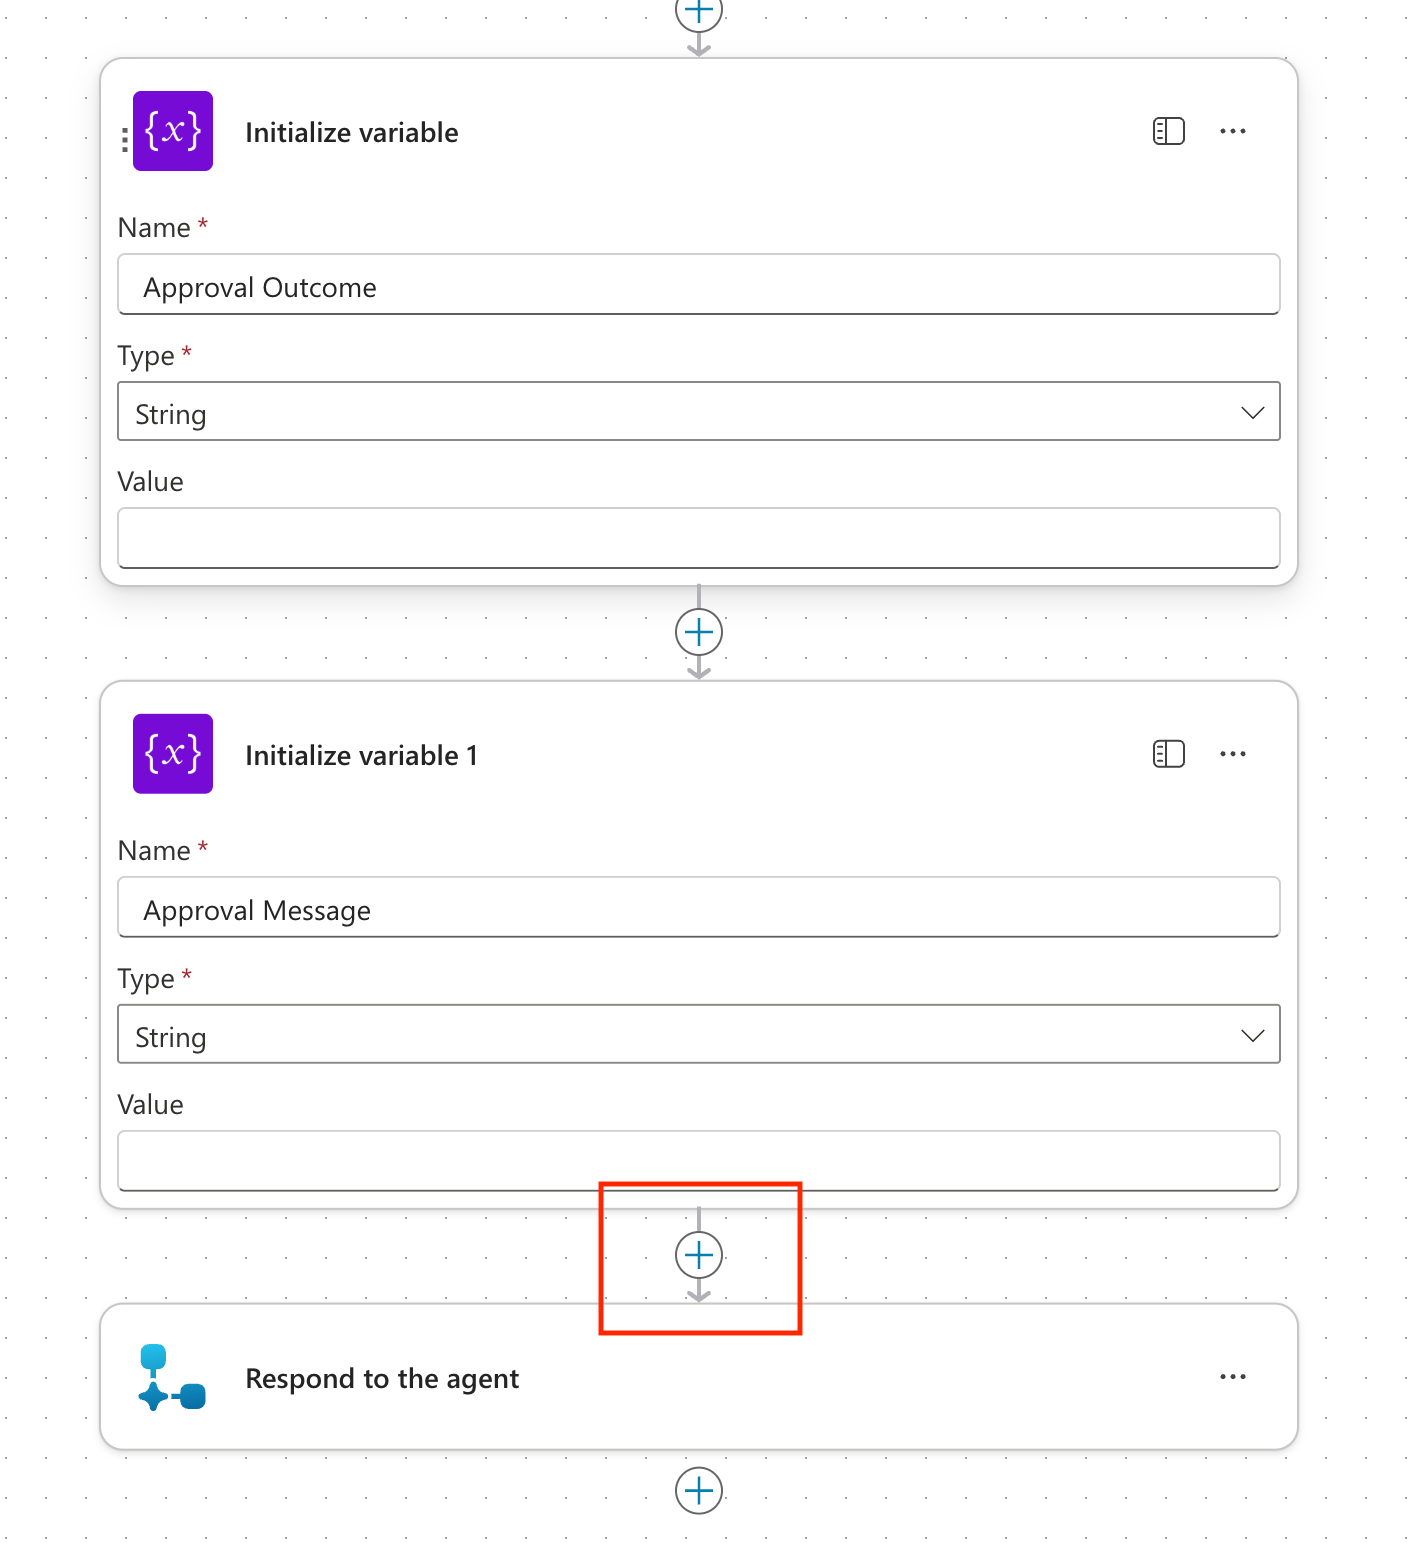 {x}
Initialize variable
Name *
Approval Outcome
Type *
String
Value
{x}
Initialize variable 1
Name *
Approval Message
Type *
String
Value
Respond to the agent